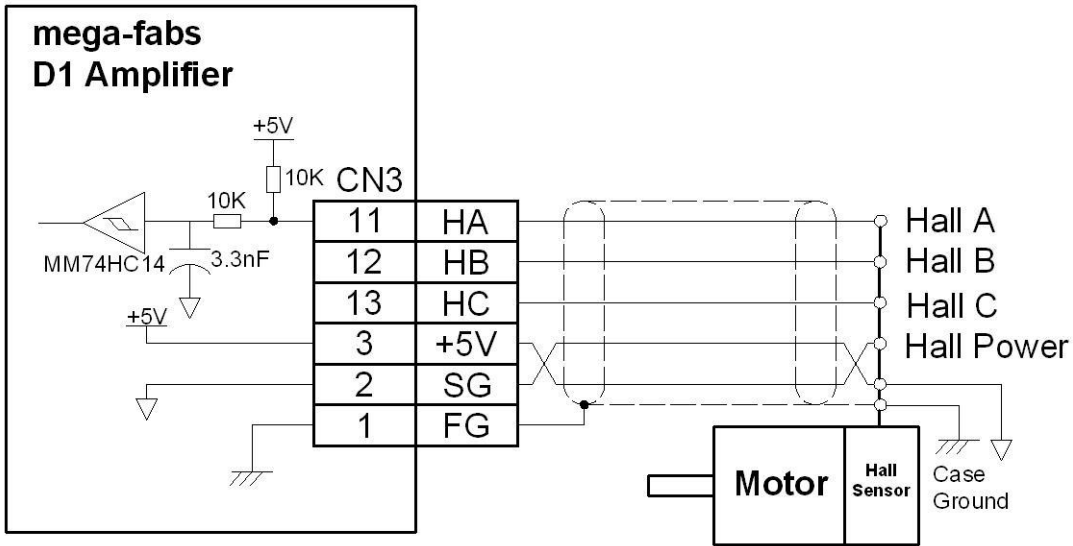 mega-fabs
D1 Amplifier
+5V
10K
CN3
10K
MM74HC14
3.3nF
+5V
11 HA
12 HB
13 HC
3 +5V
2 SG
1 FG
Hall A
Hall B
Hall C
Hall Power
Motor
Hall
Sensor
Case
Ground